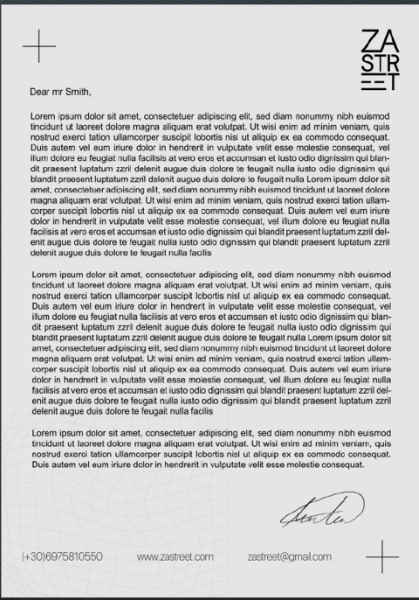 ZA
STR
EET
Dear mr Smith,
Lorem ipsum dolor sit amet, consectetuer adipiscing elit, sed diam nonummy nibh euismod
tincidunt ut laoreet dolore magna aliquam erat volutpat. Ut wisi enim ad minim veniam, quis
nostrud exerci tation ullamcorper suscipit lobortis nisl ut aliquip ex ea commodo consequat.
Duis autem vel eum iriure dolor in hendrerit in vulputate velit esse molestie consequat, vel
illum dolore eu feugiat nulla facilisis at vero eros et accumsan et iusto odio dignissim qui blan-
dit praesent luptatum zzril delenit augue duis dolore te feugait nulla iusto odio dignissim qui
blandit praesent luptatum zzril delenit augue duis dolore te feugait nulla Lorem ipsum dolor sit
amet, consectetuer adipiscing elit, sed diam nonummy nibh euismod tincidunt ut laoreet dolore
magna aliquam erat volutpat. Ut wisi enim ad minim veniam, quis nostrud exerci tation ullam-
corper suscipit lobortis nisl ut aliquip ex ea commodo consequat. Duis autem vel eum iriure
dolor in hendrerit in vulputate velit esse molestie consequat, vel illum dolore eu feugiat nulla
facilisis at vero eros et accumsan et iusto odio dignissim qui blandit praesent luptatum zzril del-
enit augue duis dolore te feugait nulla iusto odio dignissim qui blandit praesent luptatum zzril
delenit augue duis dolore te feugait nulla facilis
Lorem ipsum dolor sit amet, consectetuer adipiscing elit, sed diam nonummy nibh euismod
tincidunt ut laoreet dolore magna aliquam erat volutpat. Ut wisi enim ad minim veniam, quis
nostrud exerci tation ullamcorper suscipit lobortis nisl ut aliquip ex ea commodo consequat.
Duis autem vel eum iriure dolor in hendrerit in vulputate velit esse molestie consequat, vel
illum dolore eu feugiat nulla facilisis at vero eros et accumsan et iusto odio dignissim qui blan-
dit praesent luptatum zzril delenit augue duis dolore te feugait nulla iusto odio dignissim qui
blandit praesent luptatum zzril delenit augue duis dolore te feugait nulla Lorem ipsum dolor sit
amet, consectetuer adipiscing elit, sed diam nonummy nibh euismod tincidunt ut laoreet dolore
magna aliquam erat volutpat. Ut wisi enim ad minim veniam, quis nostrud exerci tation ullam-
corper suscipit lobortis nisl ut aliquip ex ea commodo consequat. Duis autem vel eum iriure
dolor in hendrerit in vulputate velit esse molestie consequat, vel illum dolore eu feugiat nulla
facilisis at vero eros et accumsan et iusto odio dignissim qui blandit praesent luptatum zzril del-
enit augue duis dolore te feugait nulla iusto odio dignissim qui blandit praesent luptatum zzril
delenit augue duis dolore te feugait nulla facilis
Lorem ipsum dolor sit amet, consectetuer adipiscing elit, sed diam nonummy nibh euismod
tincidunt ut laoreet dolore magna aliquam erat volutpat. Ut wisi enim ad minim veniam, quis
nostrud exerci tation ullamcorper suscipit lobortis nisl ut aliquip ex ea commodo consequat.
Duis autem vel eum iriure dolor in hendrerit in vulputate velit esse molestie consequat.
(+30)6975810550 www.zastreet.com zastreet@gmail.com